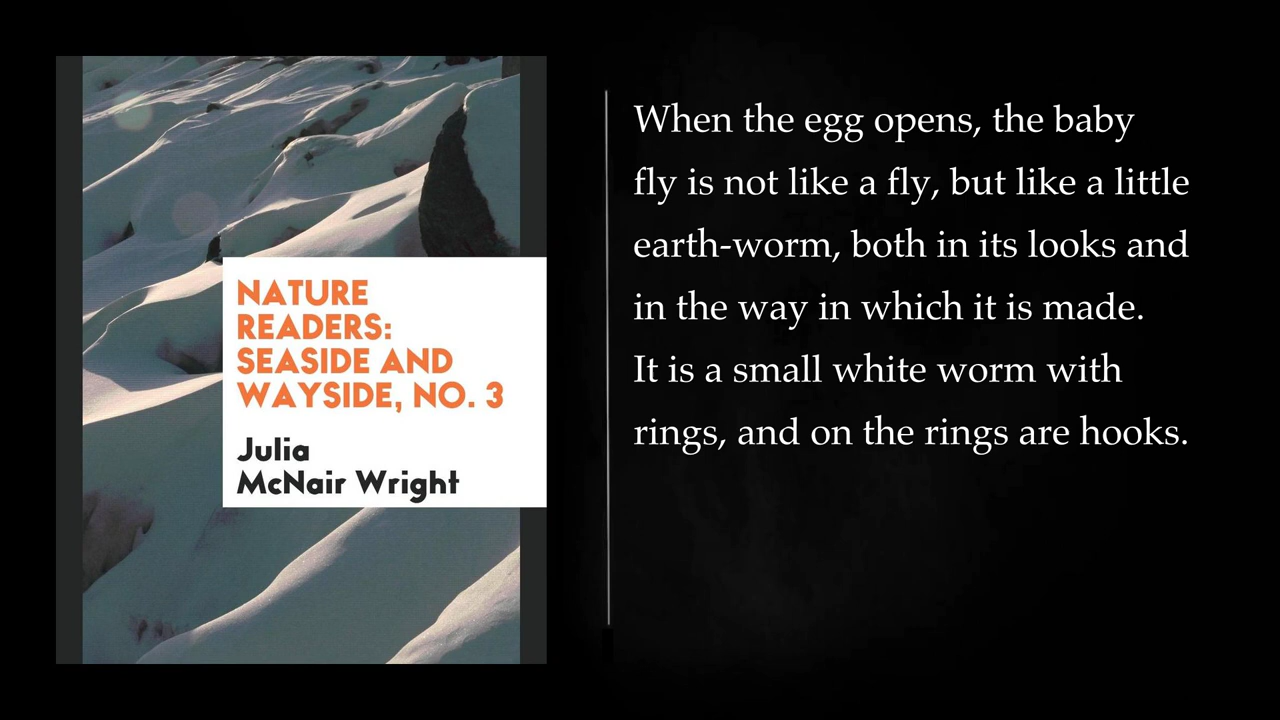 NATURE
READERS:
SEASIDE AND
WAYSIDE, NO. 3
Julia
McNair Wright
When the egg opens, the baby
fly is not like a fly, but like a little
earth-worm, both in its looks and
in the way in which it is made.
It is a small white worm with
rings, and on the rings are hooks.